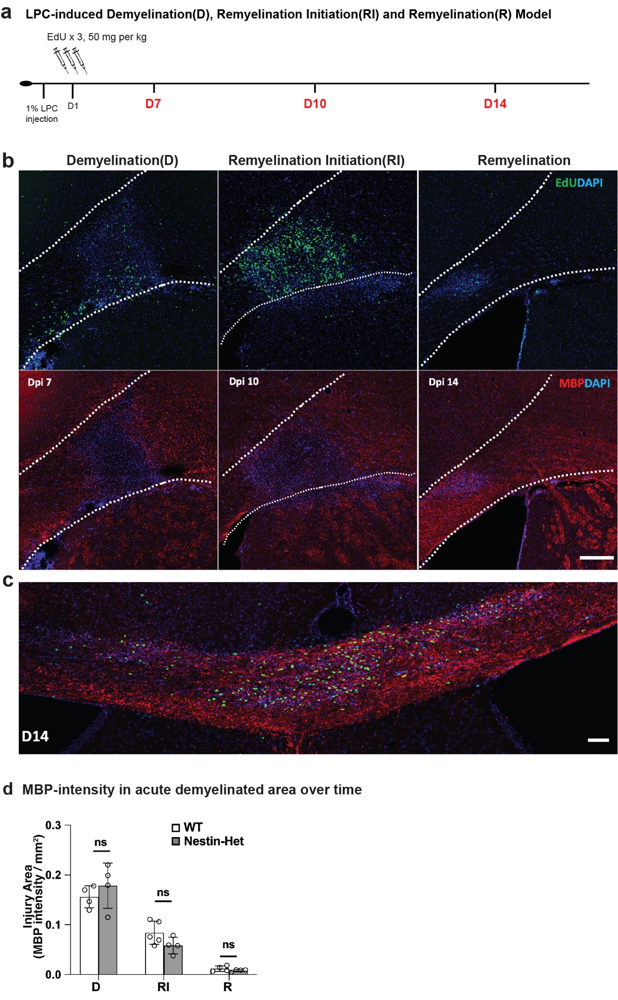 a LPC-induced Demyelination(D), Remyelination Initiation(RI) and Remyelination(R) Model
EdU x 3, 50 mg per kg
1% LPC
injection
D1
D7
D10
D14
b
Demyelination(D)
Remyelination Initiation(RI)
Remyelination
EdUDAPI
Dpi 7
Dpi 10
Dpi 14
MBPDAPI
c
D14
d MBP-intensity in acute demyelinated area over time
Injury Area
(MBP intensity / mm²)
0.3
0.2
0.1
0.0
WT
Nestin-Het
ns
ns
ns
D
RI
R